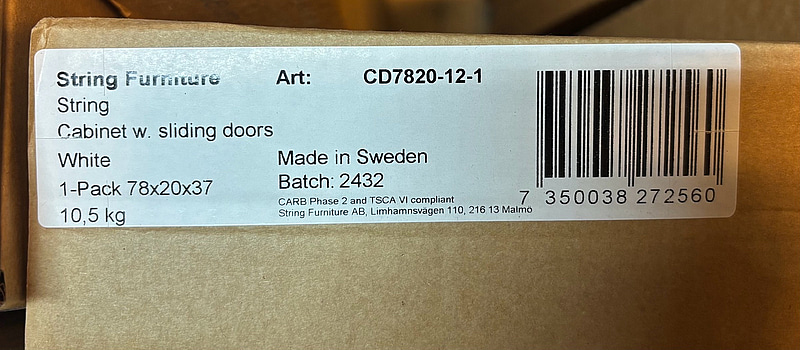 String Furniture Art: CD7820-12-1
String
Cabinet w. sliding doors
White
Made in Sweden
1-Pack 78x20x37
Batch: 2432
10,5 kg
CARB Phase 2 and TSCA VI compliant
String Furniture AB, Limhamnsvägen 110, 216 13 Malmö
7 350038 272560